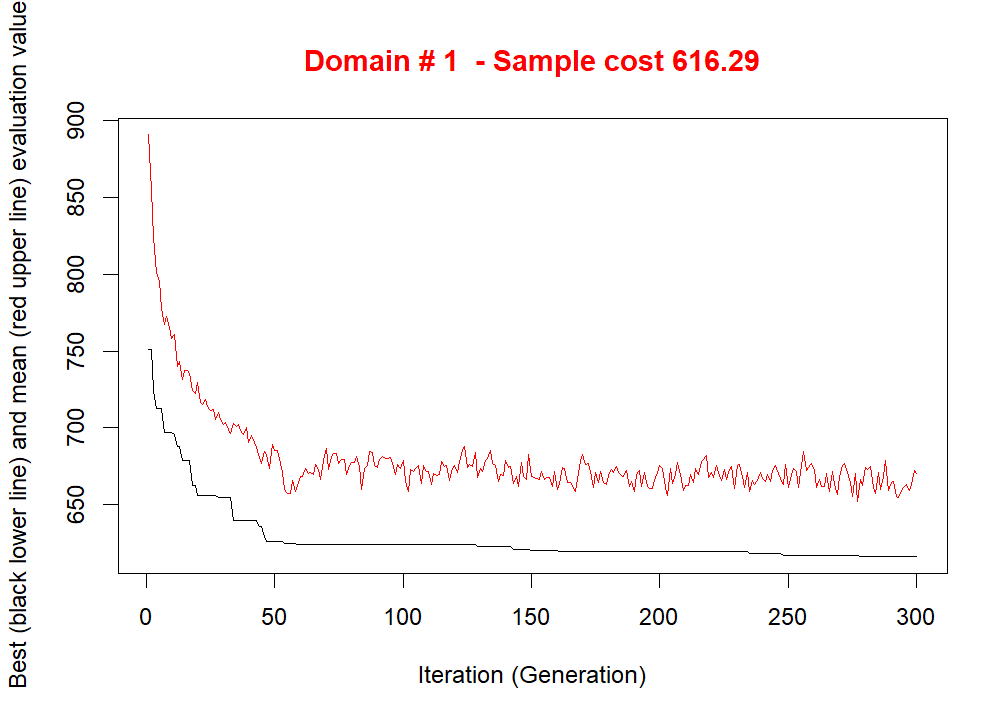 Domain # 1 - Sample cost 616.29
Best (black lower line) and mean (red upper line) evaluation value
900
850
800
750
700
650
0 50 100 150 200 250 300
Iteration (Generation)